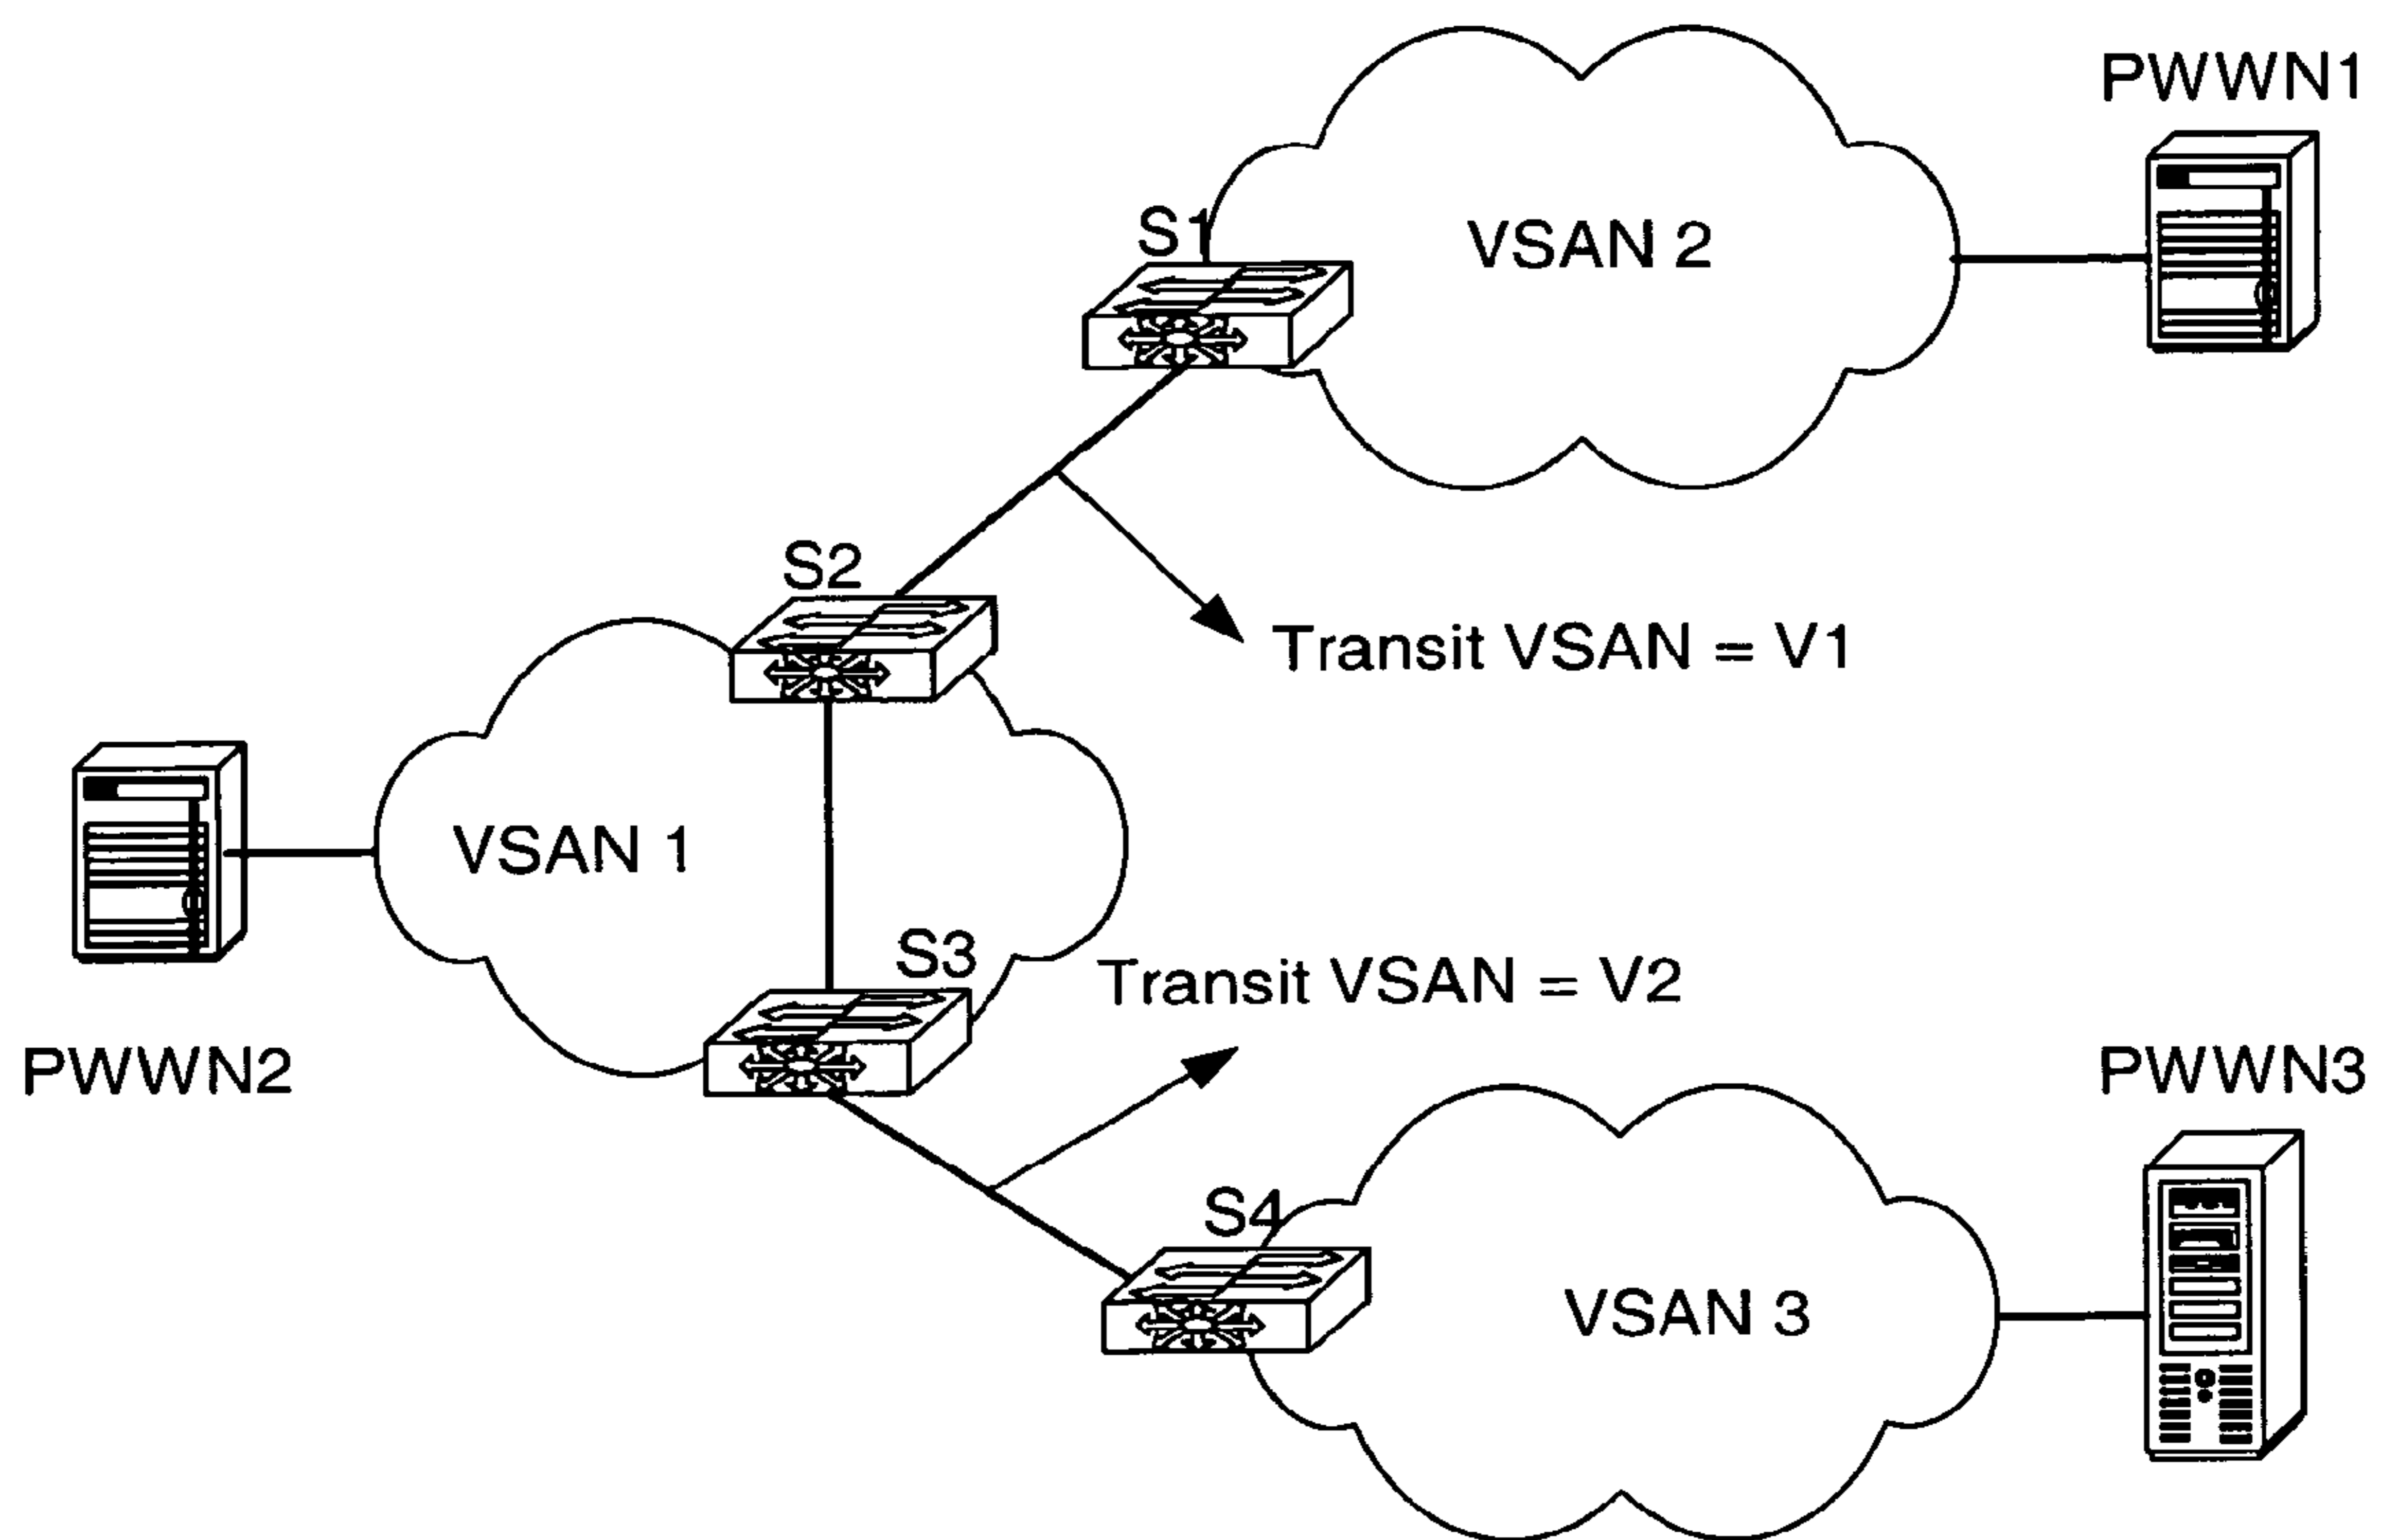 PWWN1
S1
VSAN 2
S2
Transit VSAN = V1
VSAN 1
S3
Transit VSAN = V2
PWWN2
PWWN3
S4
VSAN 3